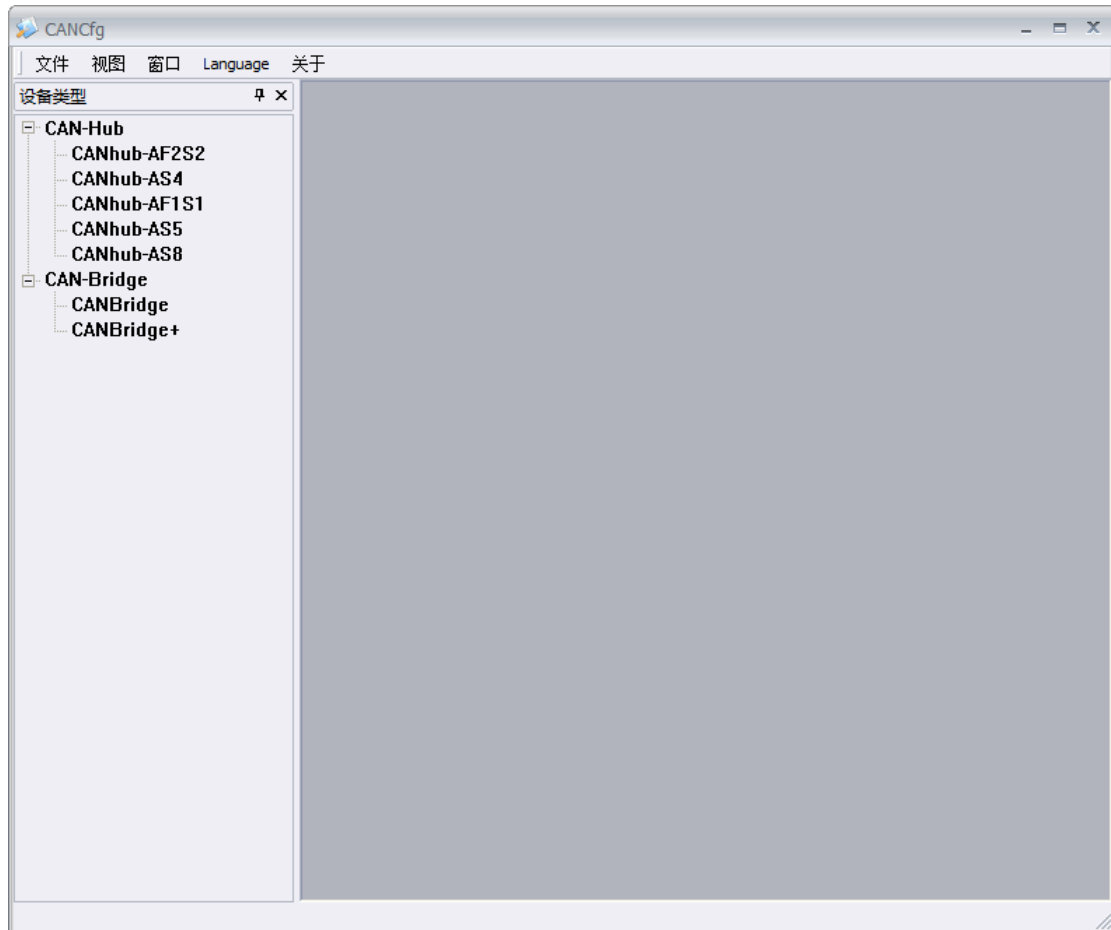 CANCfg
文件 视图 窗口 Language 关于
设备类型
CAN-Hub
CANhub-AF2S2
CANhub-AS4
CANhub-AF1S1
CANhub-AS5
CANhub-AS8
CAN-Bridge
CANBridge
CANBridge+